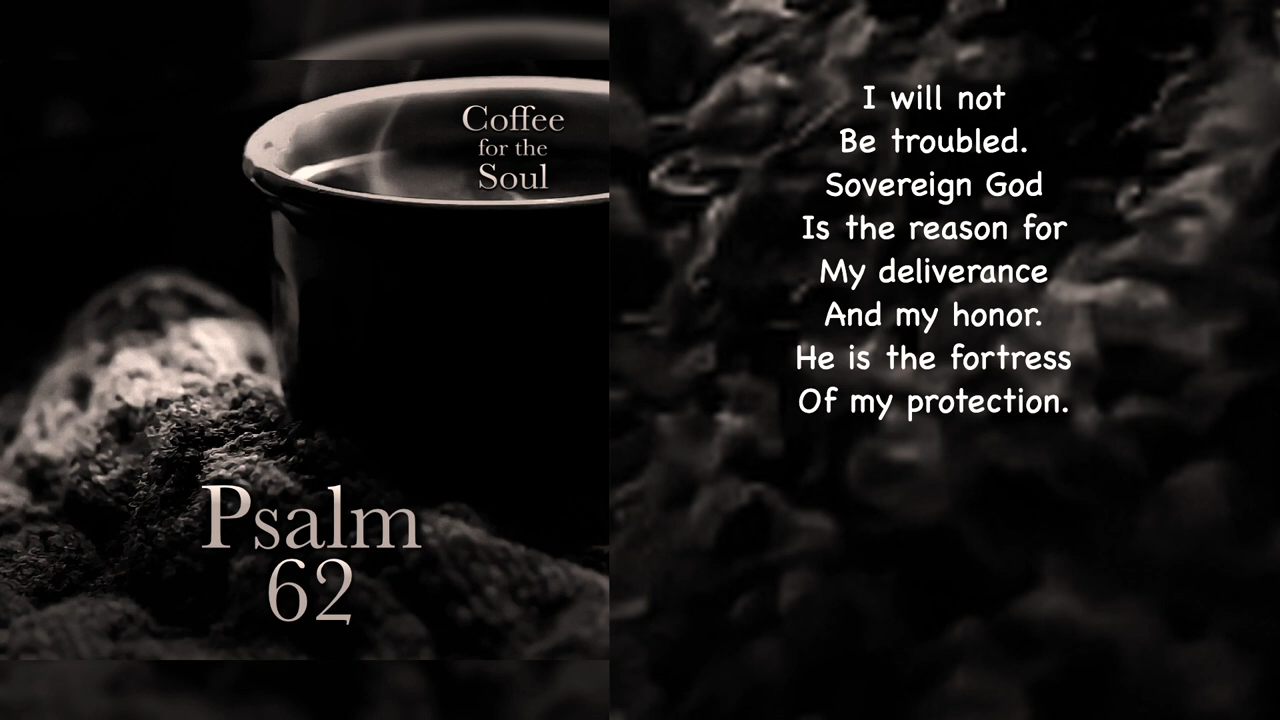 Coffee
for the
Soul
Psalm
62
I will not
Be troubled.
Sovereign God
Is the reason for
My deliverance
And my honor.
He is the fortress
Of my protection.